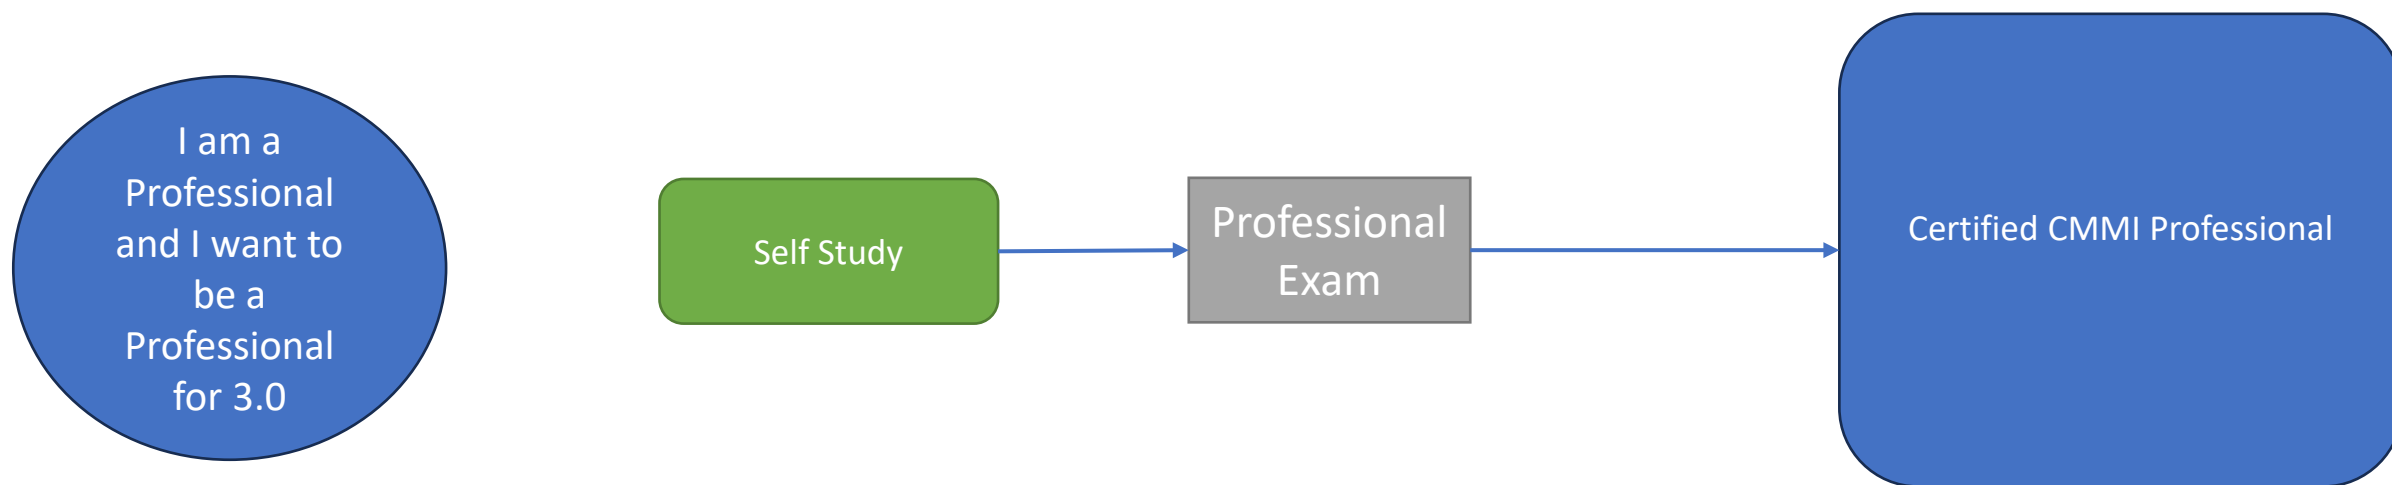 I am a
Professional
and I want to
be a
Professional
for 3.0
Self Study
Professional
Exam
Certified CMMI Professional